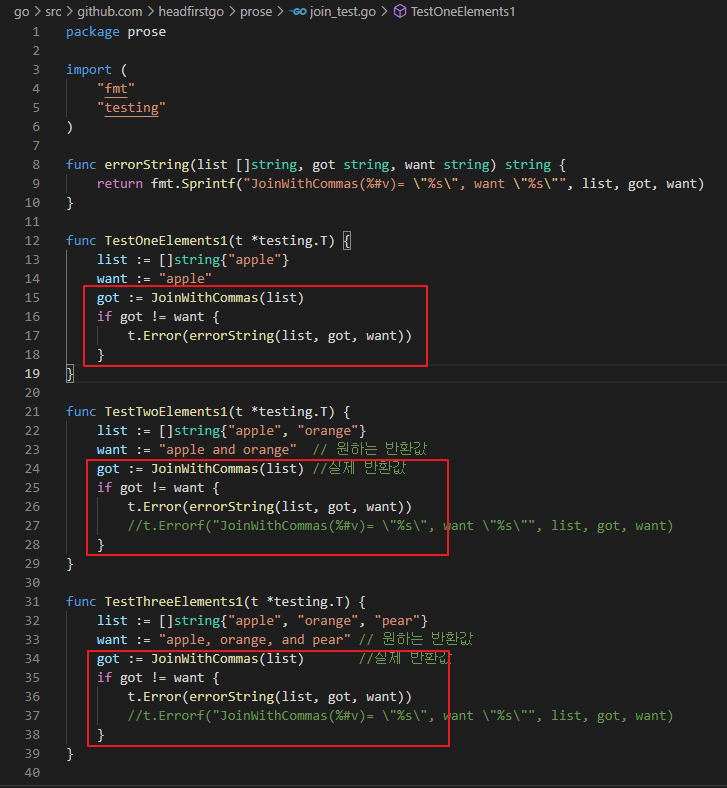 go > src > github.com > headfirstgo > prose > join_test.go > TestOneElements1
1 package prose
2
3 import (
4 "fmt"
5 "testing"
6 )
7
8 func errorString(list []string, got string, want string) string {
9 return fmt.Sprintf("JoinWithCommas(%#v)= \"%s\", want \"%s\"", list, got, want)
10 }
11
12 func TestOneElements1(t *testing.T) {
13 list := []string{"apple"}
14 want := "apple"
15 got := JoinWithCommas(list)
16 if got != want {
17 t.Error(errorString(list, got, want))
18 }
19 }
20
21 func TestTwoElements1(t *testing.T) {
22 list := []string{"apple", "orange"}
23 want := "apple and orange" // 원하는 반환값
24 got := JoinWithCommas(list) //실제 반환값
25 if got != want {
26 t.Error(errorString(list, got, want))
27 //t.Errorf("JoinWithCommas(%#v)= \"%s\", want \"%s\"", list, got, want)
28 }
29 }
30
31 func TestThreeElements1(t *testing.T) {
32 list := []string{"apple", "orange", "pear"}
33 want := "apple, orange, and pear" // 원하는 반환값
34 got := JoinWithCommas(list) //실제 반환값
35 if got != want {
36 t.Error(errorString(list, got, want))
37 //t.Errorf("JoinWithCommas(%#v)= \"%s\", want \"%s\"", list, got, want)
38 }
39 }
40